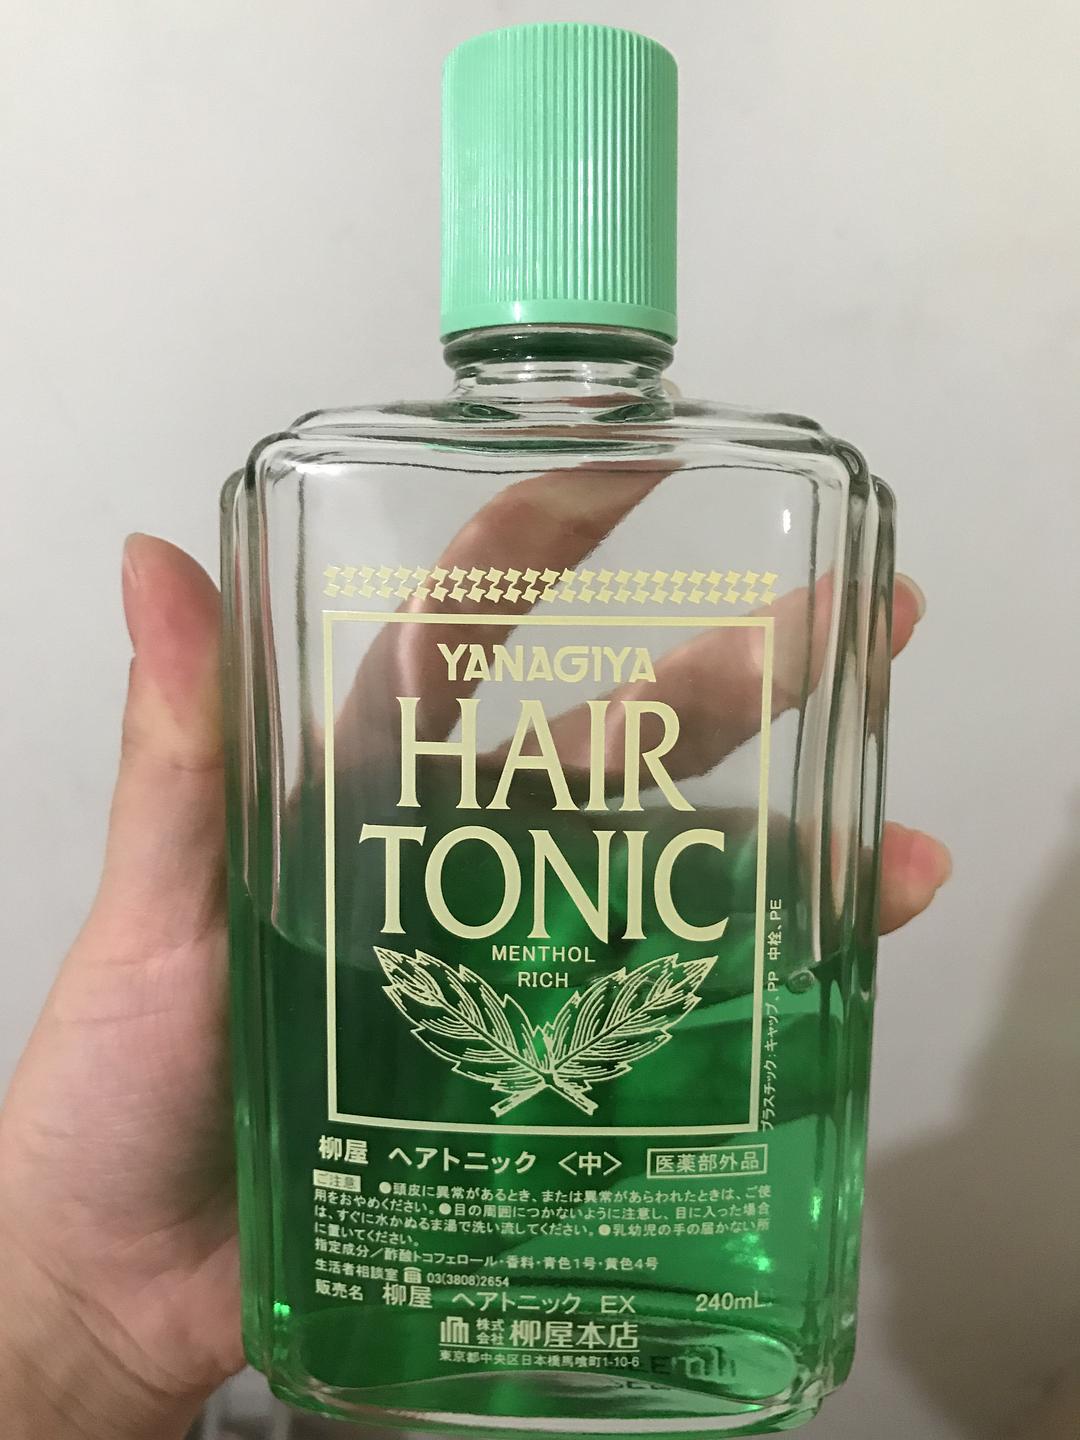 YANAGIYA
HAIR
TONIC
MENTHOL
RICH
プラスチック:キャップ、PP 中栓、PE
柳屋 ヘアトニック 〈中〉 医薬部外品
ご注意 ●頭皮に異常があるとき、または異常があらわれたときは、ご使
用をおやめください。●目の周囲につかないように注意し、目に入った場合
は、すぐに水かぬるま湯で洗い流してください。●乳幼児の手の届かない所
に置いてください。
指定成分/酢酸トコフェロール・香料・青色1号・黄色4号
生活者相談室 ☎ 03(3808)2654
販売名 柳屋 ヘアトニック EX 240mL
株式会社 柳屋本店
東京都中央区日本橋馬喰町1-10-6